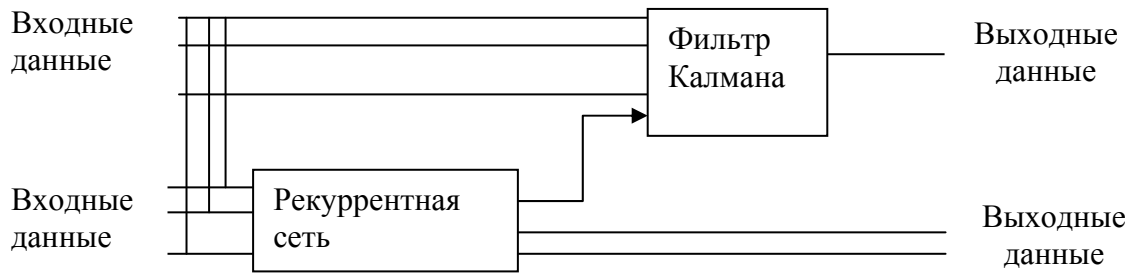 Входные
данные
Фильтр
Калмана
Выходные
данные
Входные
данные
Рекуррентная
сеть
Выходные
данные